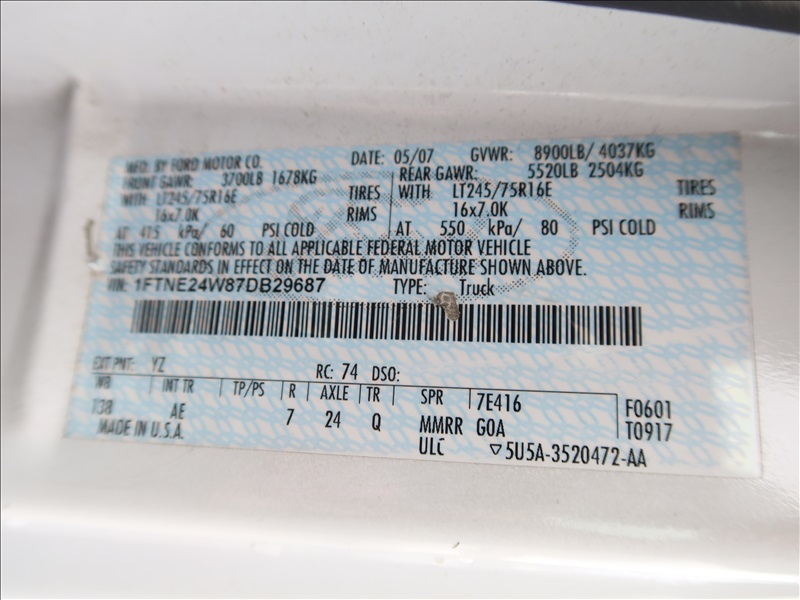 MFD. BY FORD MOTOR CO. DATE: 05/07 GVWR: 8900LB/ 4037KG
FRONT GAWR: 3700LB 1678KG REAR GAWR: 5520LB 2504KG
WITH LT245/75R16E TIRES WITH LT245/75R16E TIRES
16x7.0K RIMS 16x7.0K RIMS
AT 415 kPa/ 60 PSI COLD AT 550 kPa/ 80 PSI COLD
THIS VEHICLE CONFORMS TO ALL APPLICABLE FEDERAL MOTOR VEHICLE
SAFETY STANDARDS IN EFFECT ON THE DATE OF MANUFACTURE SHOWN ABOVE.
VIN: 1FTNE24W87DB29687 TYPE: Truck
EXT PNT: YZ RC: 74 DSO:
WB INT TR TP/PS R AXLE TR SPR 7E416 F0601
138 AE 7 24 Q MMRR GOA T0917
MADE IN U.S.A. ULC ▽5U5A-3520472-AA